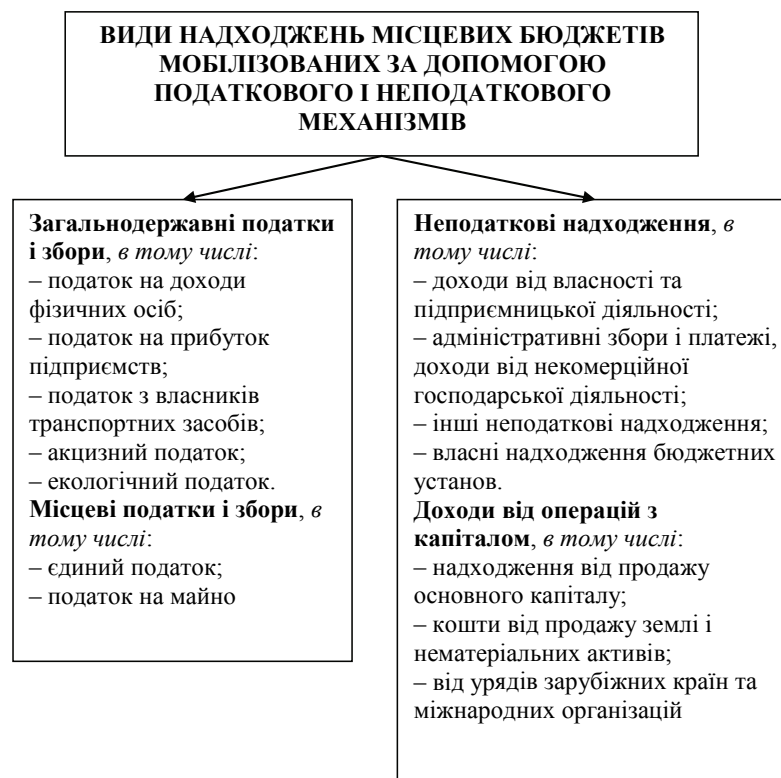 ВИДИ НАДХОДЖЕНЬ МІСЦЕВИХ БЮДЖЕТІВ
МОБІЛІЗОВАНИХ ЗА ДОПОМОГОЮ
ПОДАТКОВОГО І НЕПОДАТКОВОГО
МЕХАНІЗМІВ
Загальнодержавні податки
і збори, в тому числі:
– податок на доходи
фізичних осіб;
– податок на прибуток
підприємств;
– податок з власників
транспортних засобів;
– акцизний податок;
– екологічний податок.
Місцеві податки і збори, в
тому числі:
– єдиний податок;
– податок на майно
Неподаткові надходження, в
тому числі:
– доходи від власності та
підприємницької діяльності;
– адміністративні збори і платежі,
доходи від некомерційної
господарської діяльності;
– інші неподаткові надходження;
– власні надходження бюджетних
установ.
Доходи від операцій з
капіталом, в тому числі:
– надходження від продажу
основного капіталу;
– кошти від продажу землі і
нематеріальних активів;
– від урядів зарубіжних країн та
міжнародних організацій